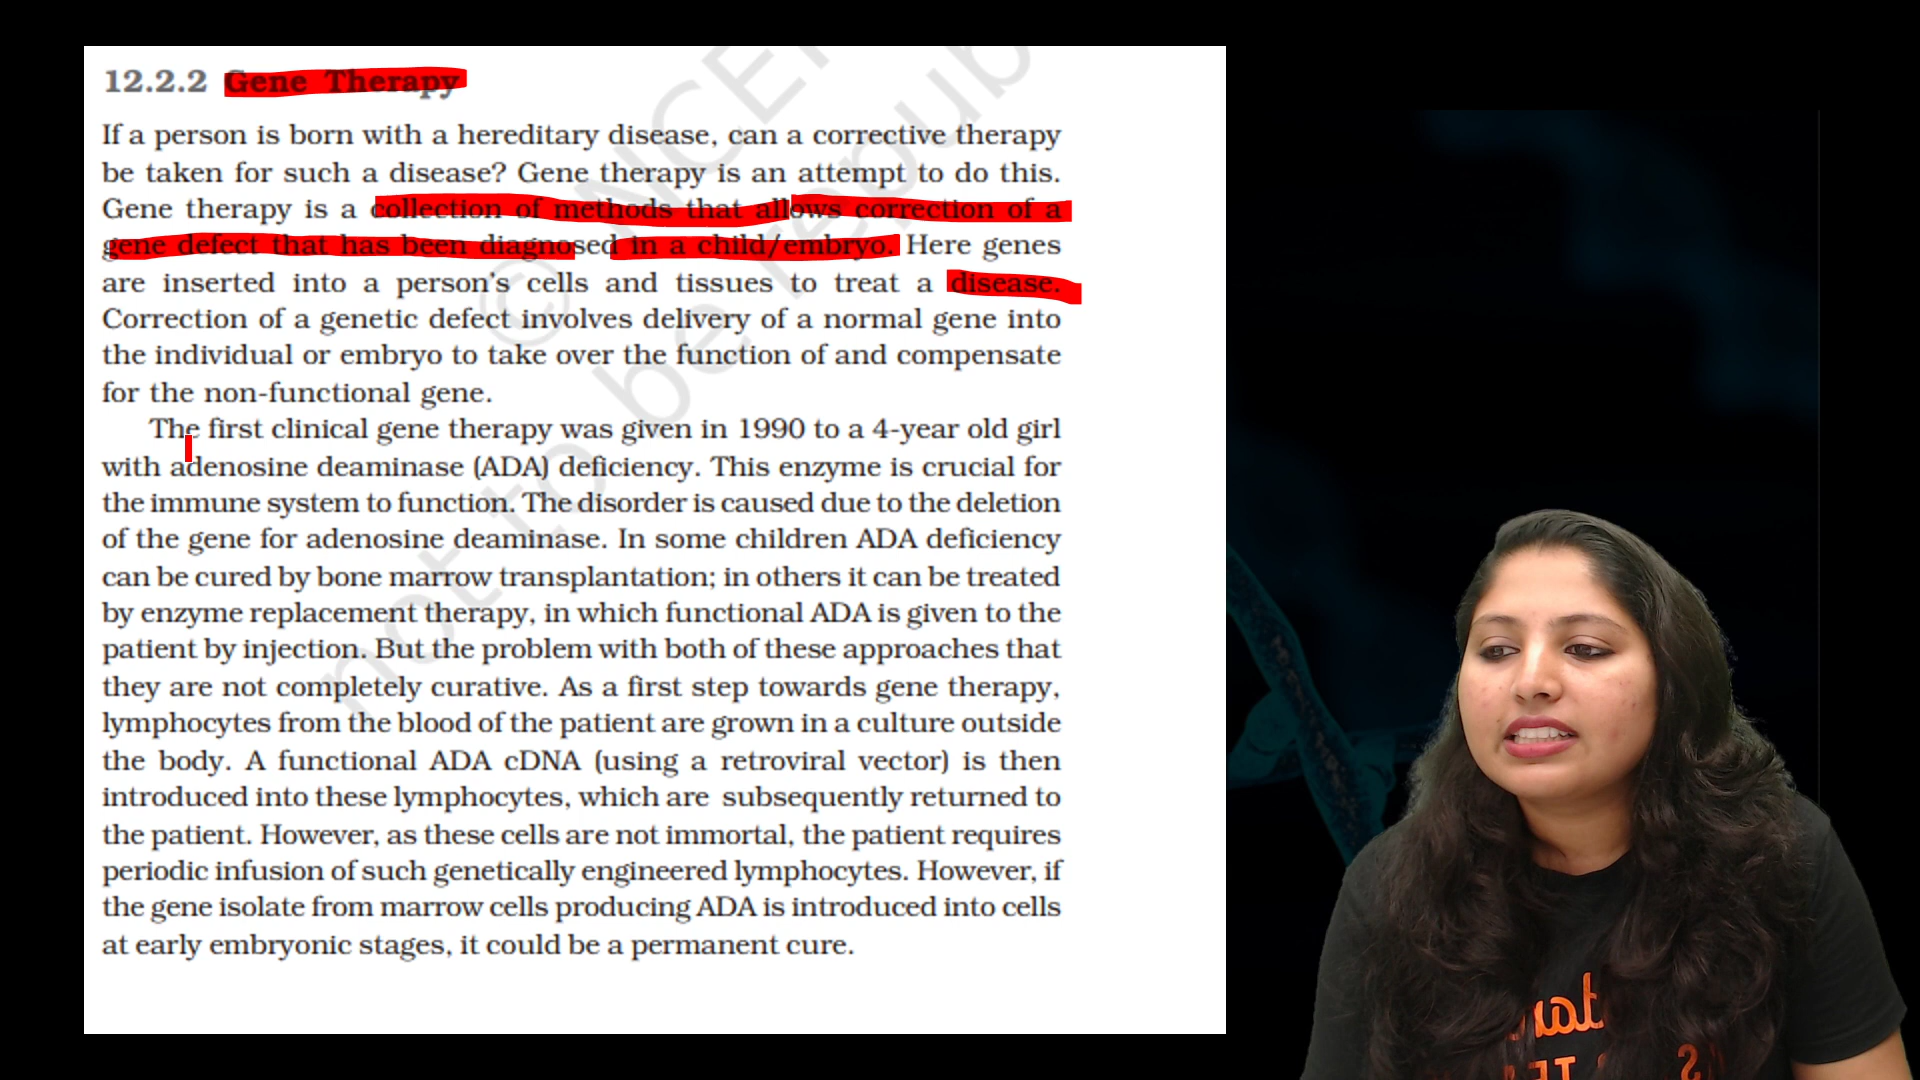 12.2.2 Gene Therapy
If a person is born with a hereditary disease, can a corrective therapy
be taken for such a disease? Gene therapy is an attempt to do this.
Gene therapy is a collection of methods that allows correction of a
gene defect that has been diagnosed in a child/embryo. Here genes
are inserted into a person's cells and tissues to treat a disease.
Correction of a genetic defect involves delivery of a normal gene into
the individual or embryo to take over the function of and compensate
for the non-functional gene.
The first clinical gene therapy was given in 1990 to a 4-year old girl
with adenosine deaminase (ADA) deficiency. This enzyme is crucial for
the immune system to function. The disorder is caused due to the deletion
of the gene for adenosine deaminase. In some children ADA deficiency
can be cured by bone marrow transplantation; in others it can be treated
by enzyme replacement therapy, in which functional ADA is given to the
patient by injection. But the problem with both of these approaches that
they are not completely curative. As a first step towards gene therapy,
lymphocytes from the blood of the patient are grown in a culture outside
the body. A functional ADA cDNA (using a retroviral vector) is then
introduced into these lymphocytes, which are subsequently returned to
the patient. However, as these cells are not immortal, the patient requires
periodic infusion of such genetically engineered lymphocytes. However, if
the gene isolate from marrow cells producing ADA is introduced into cells
at early embryonic stages, it could be a permanent cure.
not to be repub